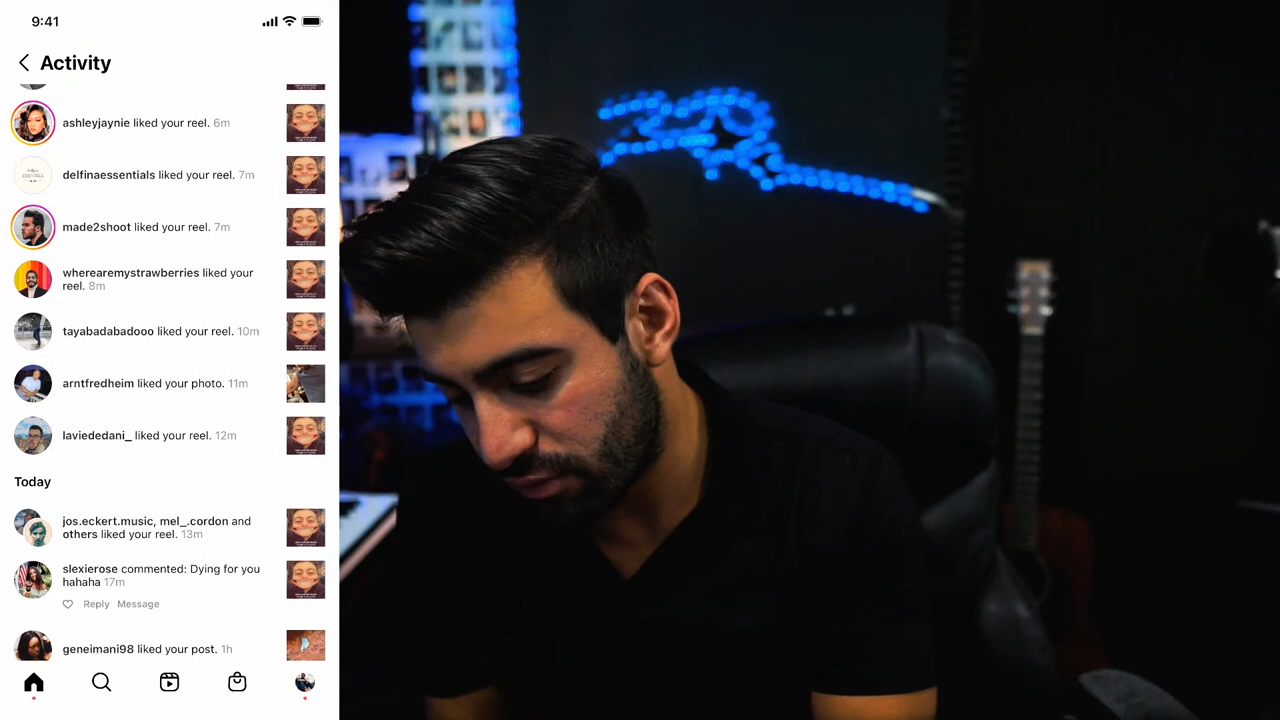 9:41
Activity
ashleyjaynie liked your reel. 6m
delfinaessentials liked your reel. 7m
made2shoot liked your reel. 7m
wherearemystrawberries liked your
reel. 8m
tayabadabadooo liked your reel. 10m
arntfredheim liked your photo. 11m
laviededani_ liked your reel. 12m
Today
jos.eckert.music, mel_.cordon and
others liked your reel. 13m
slexierose commented: Dying for you
hahaha 17m
Reply Message
geneimani98 liked your post. 1h